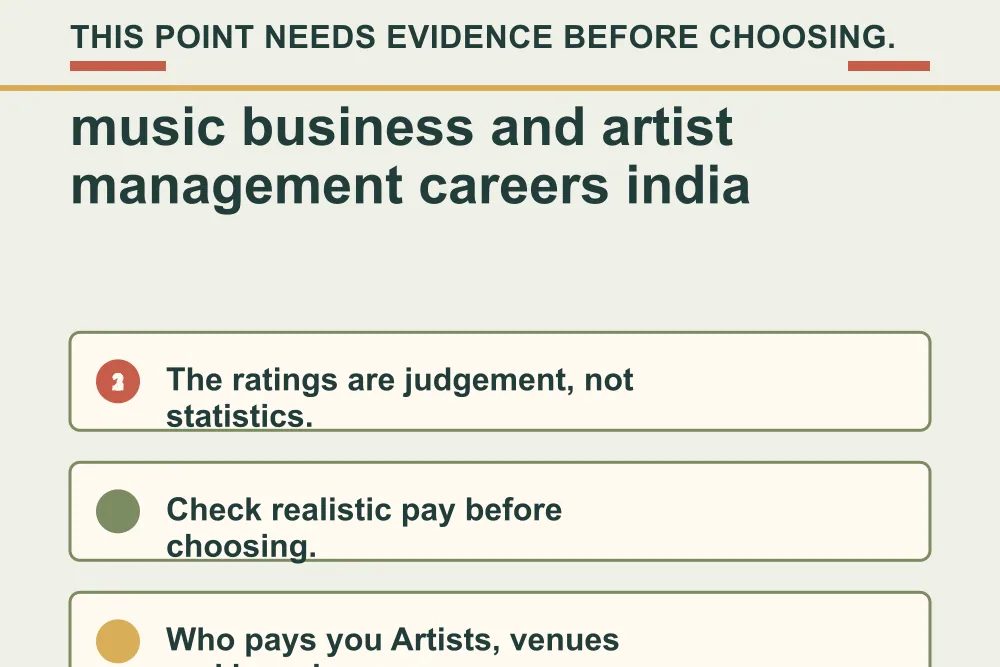 THIS POINT NEEDS EVIDENCE BEFORE CHOOSING.
music business and artist
management careers india
The ratings are judgement, not
statistics.
Check realistic pay before
choosing.
Who pays you Artists, venues